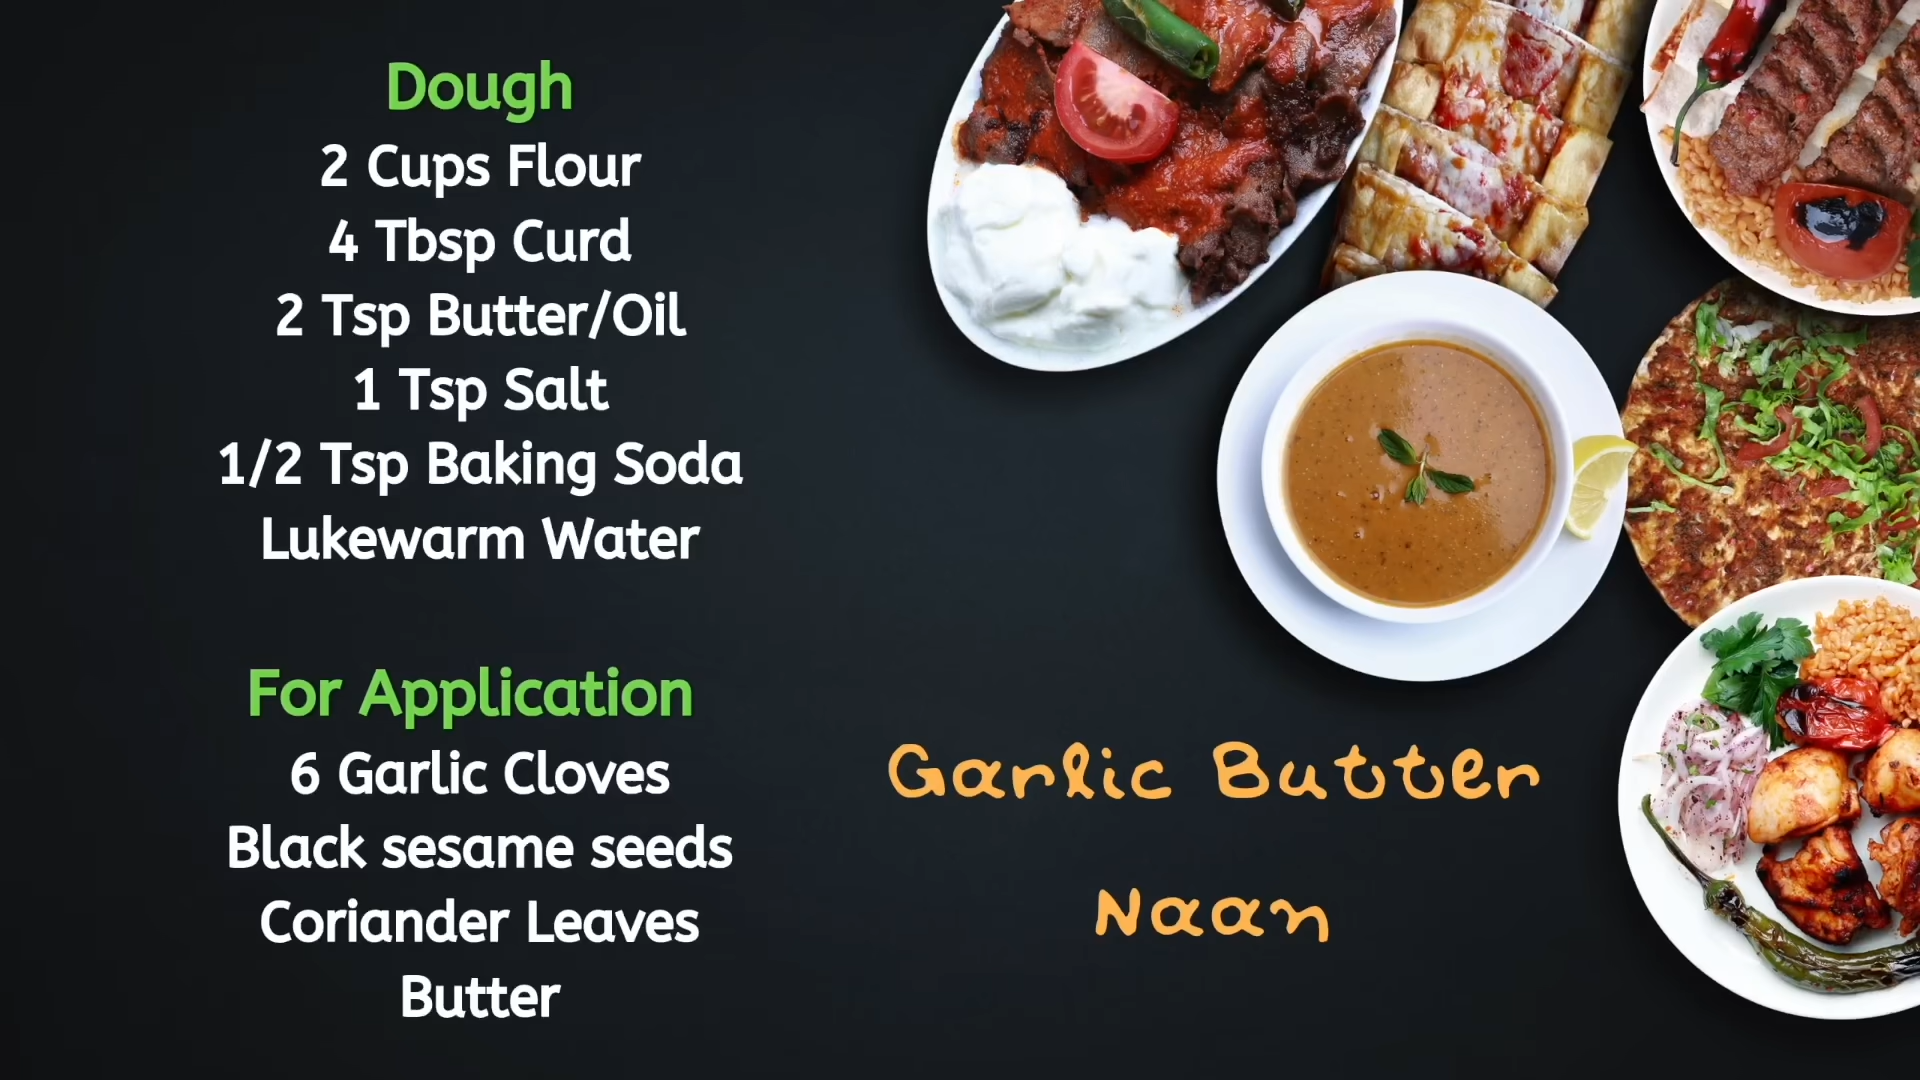 Dough
2 Cups Flour
4 Tbsp Curd
2 Tsp Butter/Oil
1 Tsp Salt
1/2 Tsp Baking Soda
Lukewarm Water
For Application
6 Garlic Cloves
Black sesame seeds
Coriander Leaves
Butter
Garlic Butter
Naan